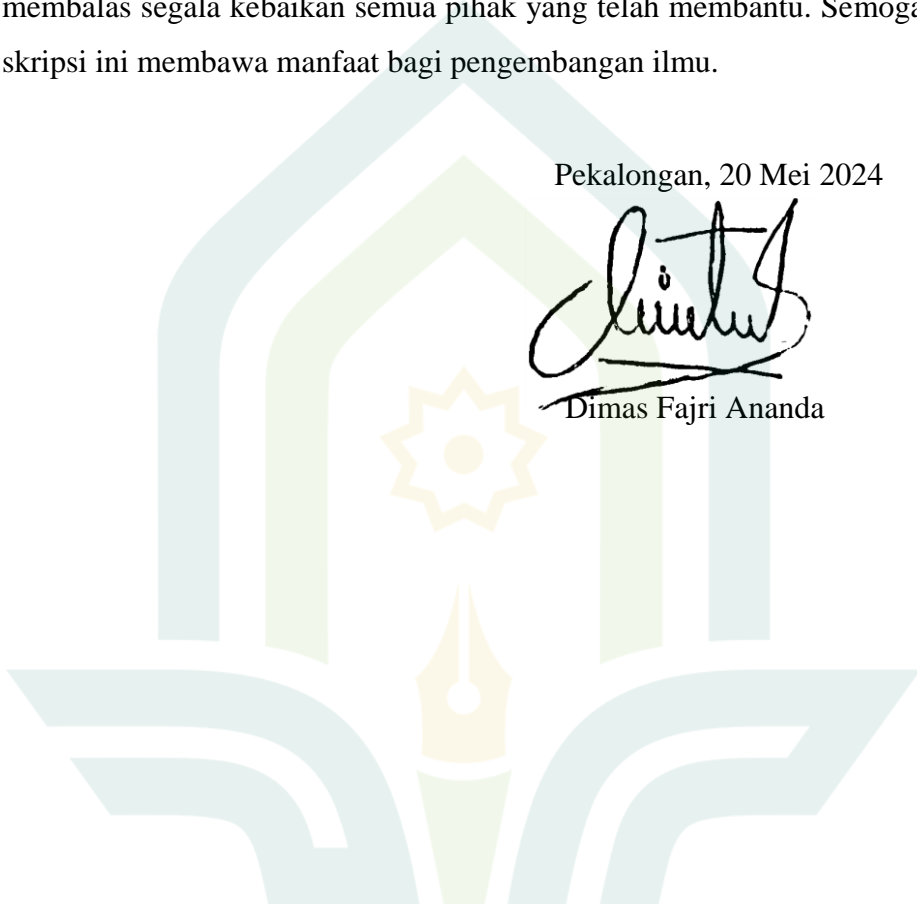 membalas segala kebaikan semua pihak yang telah membantu. Semoga
skripsi ini membawa manfaat bagi pengembangan ilmu.
Pekalongan, 20 Mei 2024
Dimas Fajri Ananda